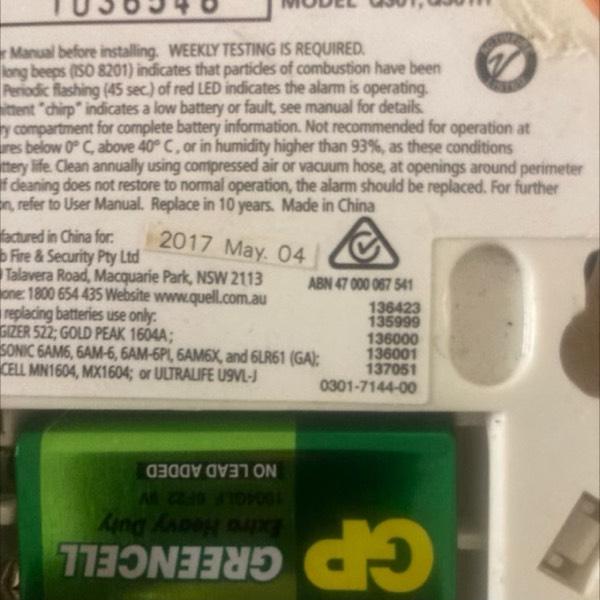 1036546
MODEL
r Manual before installing. WEEKLY TESTING IS REQUIRED.
long beeps (ISO 8201) indicates that particles of combustion have been
Periodic flashing (45 sec.) of red LED indicates the alarm is operating.
ittent "chirp" indicates a low battery or fault, see manual for details.
ry compartment for complete battery information. Not recommended for operation at
ures below 0° C, above 40° C, or in humidity higher than 93%, as these conditions
ttery life. Clean annually using compressed air or vacuum hose, at openings around perimeter
If cleaning does not restore to normal operation, the alarm should be replaced. For further
on, refer to User Manual. Replace in 10 years. Made in China
factured in China for:
2017 May. 04
b Fire & Security Pty Ltd
Talavera Road, Macquarie Park, NSW 2113
ABN 47 000 067 541
one: 1800 654 435 Website www.quell.com.au
replacing batteries use only:
136423
135999
GIZER 522; GOLD PEAK 1604A;
136000
SONIC 6AM6, 6AM-6, 6AM-6PI, 6AM6X, and 6LR61 (GA);
136001
CELL MN1604, MX1604; or ULTRALIFE U9VL-J
137051
0301-7144-00
GP
GREENCELL
Extra Heavy Duty
1604GLF 6F22 9V
NO LEAD ADDED